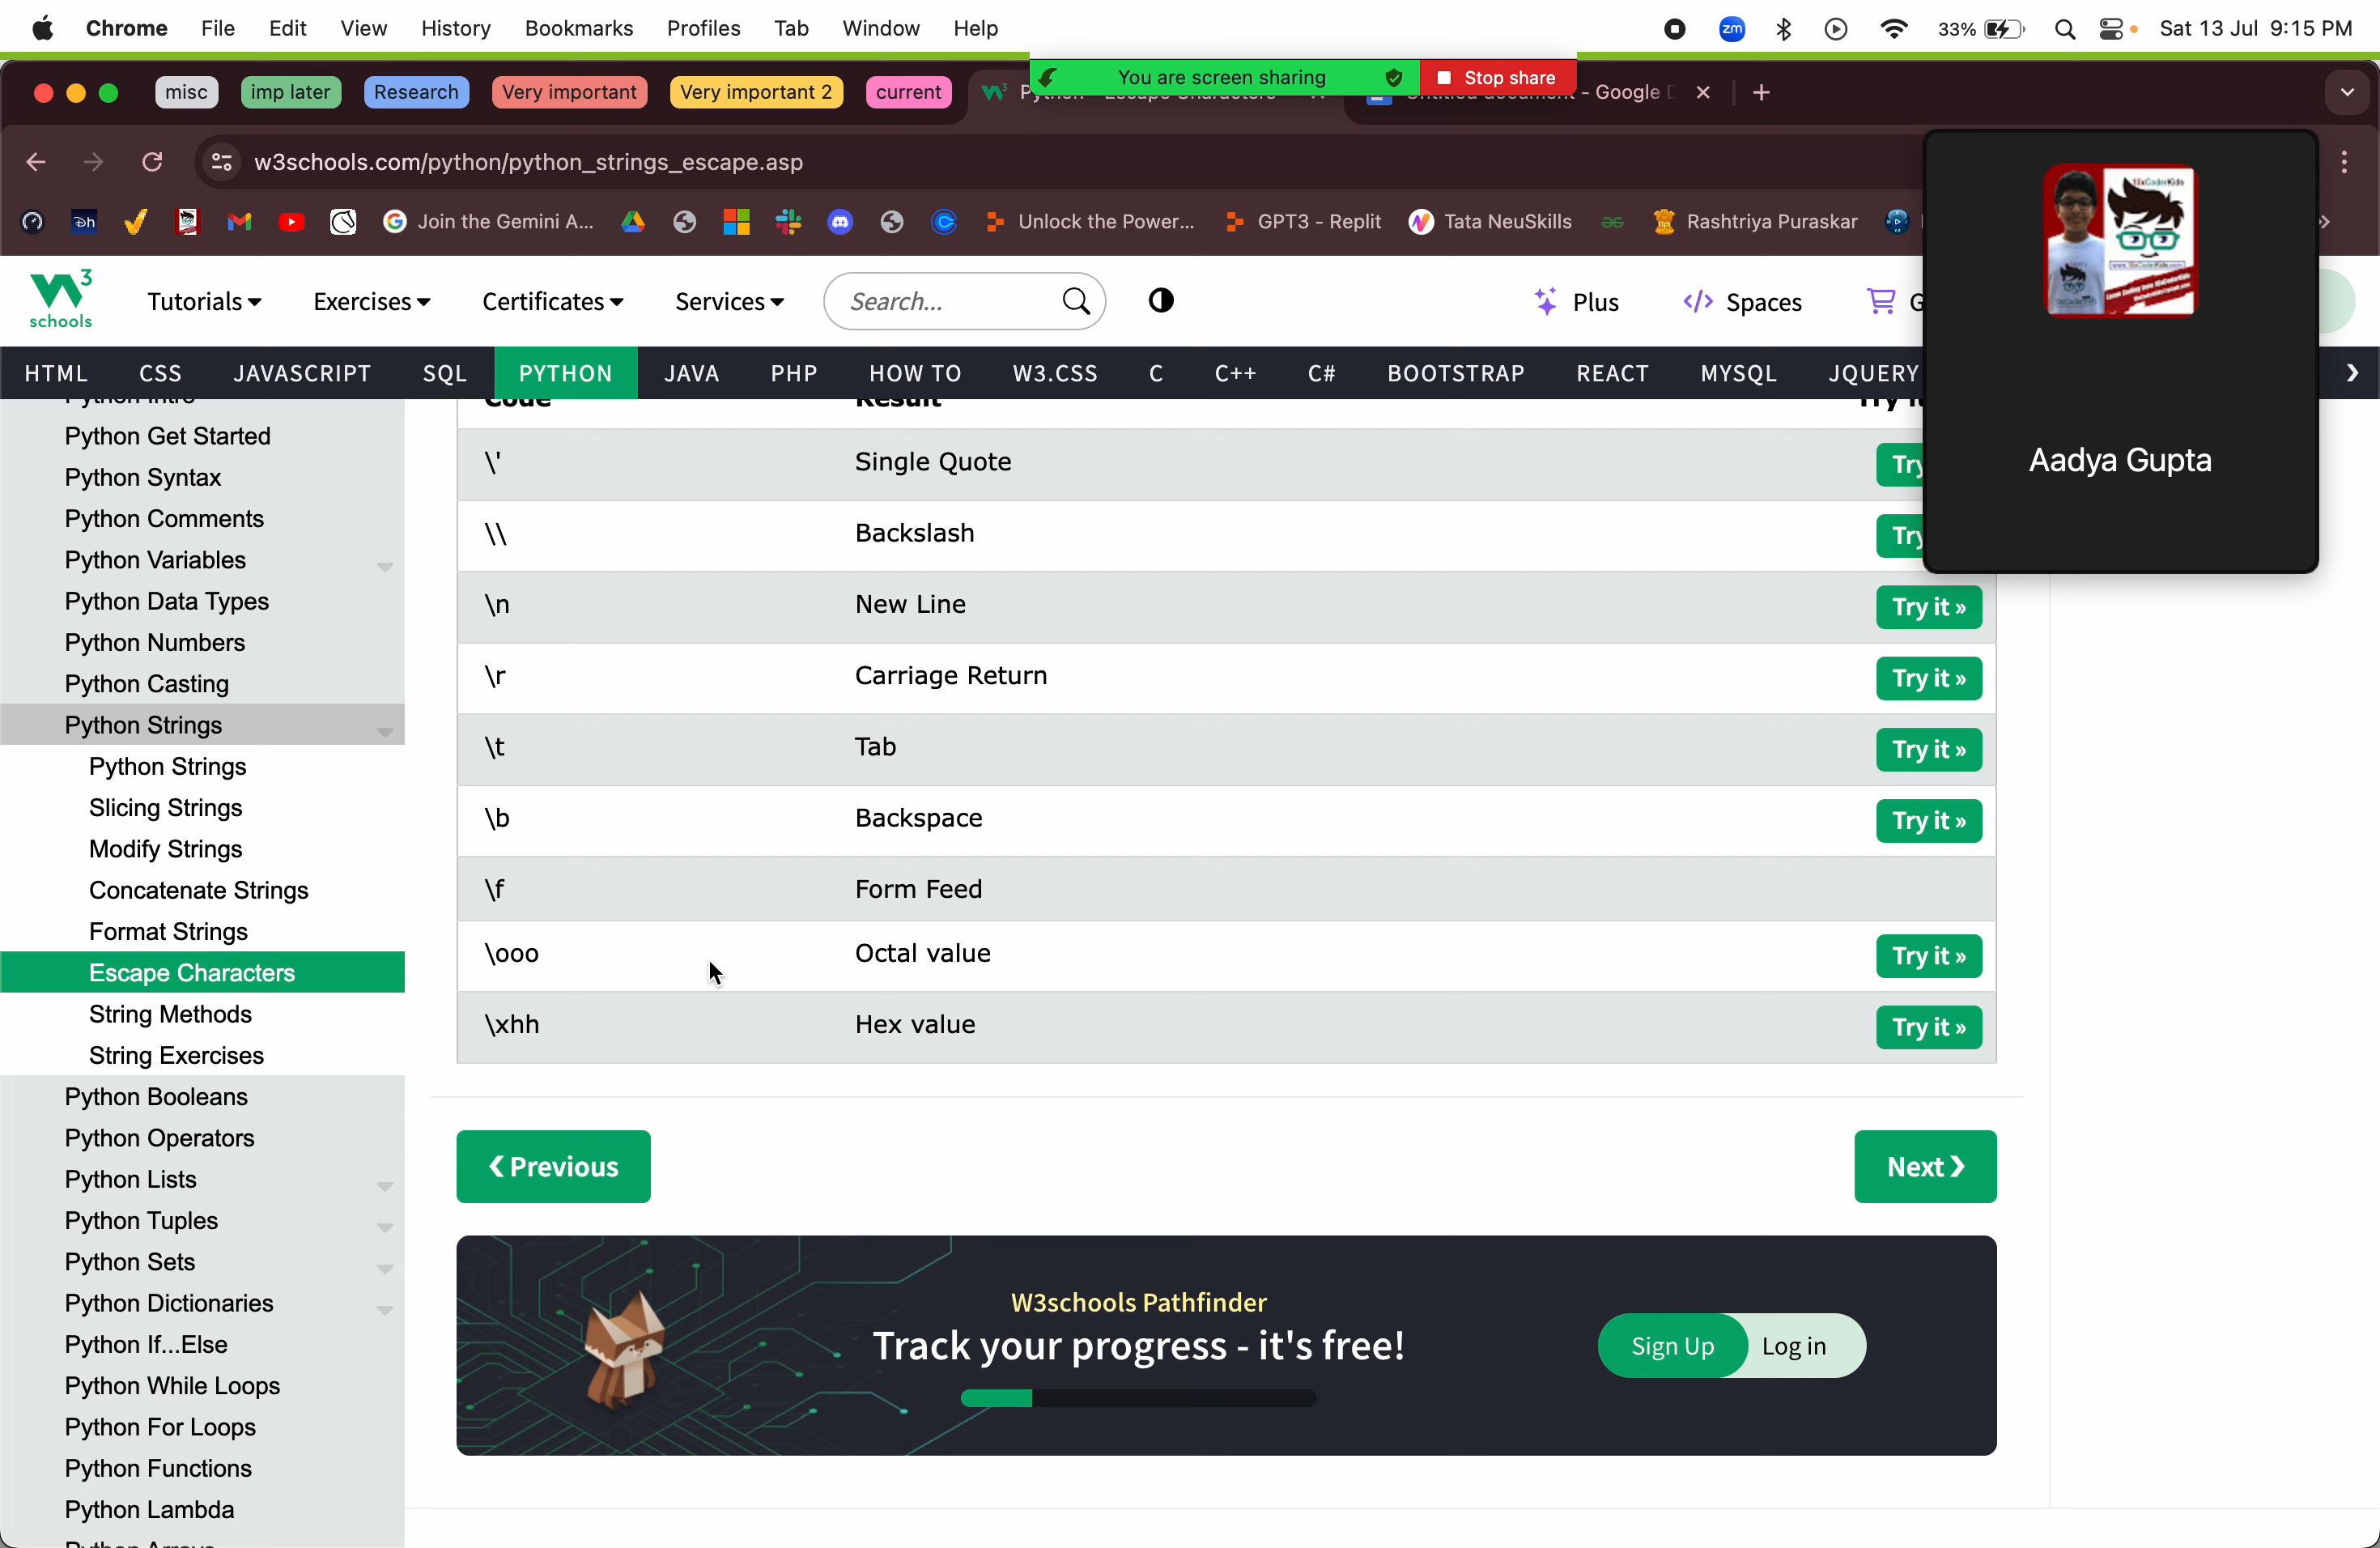 Chrome File Edit View History Bookmarks Profiles Tab Window Help
zm 33% Sat 13 Jul 9:15 PM
You are screen sharing Stop share
misc imp later Research Very important Very important 2 current - Google
w3schools.com/python/python_strings_escape.asp
Dh Join the Gemini A... Unlock the Power... GPT3 - Replit Tata NeuSkills Rashtriya Puraskar
Aadya Gupta
W3 schools Tutorials Exercises Certificates Services Search... Plus Spaces
HTML CSS JAVASCRIPT SQL PYTHON JAVA PHP HOW TO W3.CSS C C++ C# BOOTSTRAP REACT MYSQL JQUERY
Python Get Started
Python Syntax
Python Comments
Python Variables
Python Data Types
Python Numbers
Python Casting
Python Strings
Python Strings
Slicing Strings
Modify Strings
Concatenate Strings
Format Strings
Escape Characters
String Methods
String Exercises
Python Booleans
Python Operators
Python Lists
Python Tuples
Python Sets
Python Dictionaries
Python If...Else
Python While Loops
Python For Loops
Python Functions
Python Lambda
Code Result
\' Single Quote Try
\\ Backslash Try
\n New Line Try it »
\r Carriage Return Try it »
\t Tab Try it »
\b Backspace Try it »
\f Form Feed
\ooo Octal value Try it »
\xhh Hex value Try it »
❮ Previous Next ❯
W3schools Pathfinder
Track your progress - it's free!
Sign Up Log in